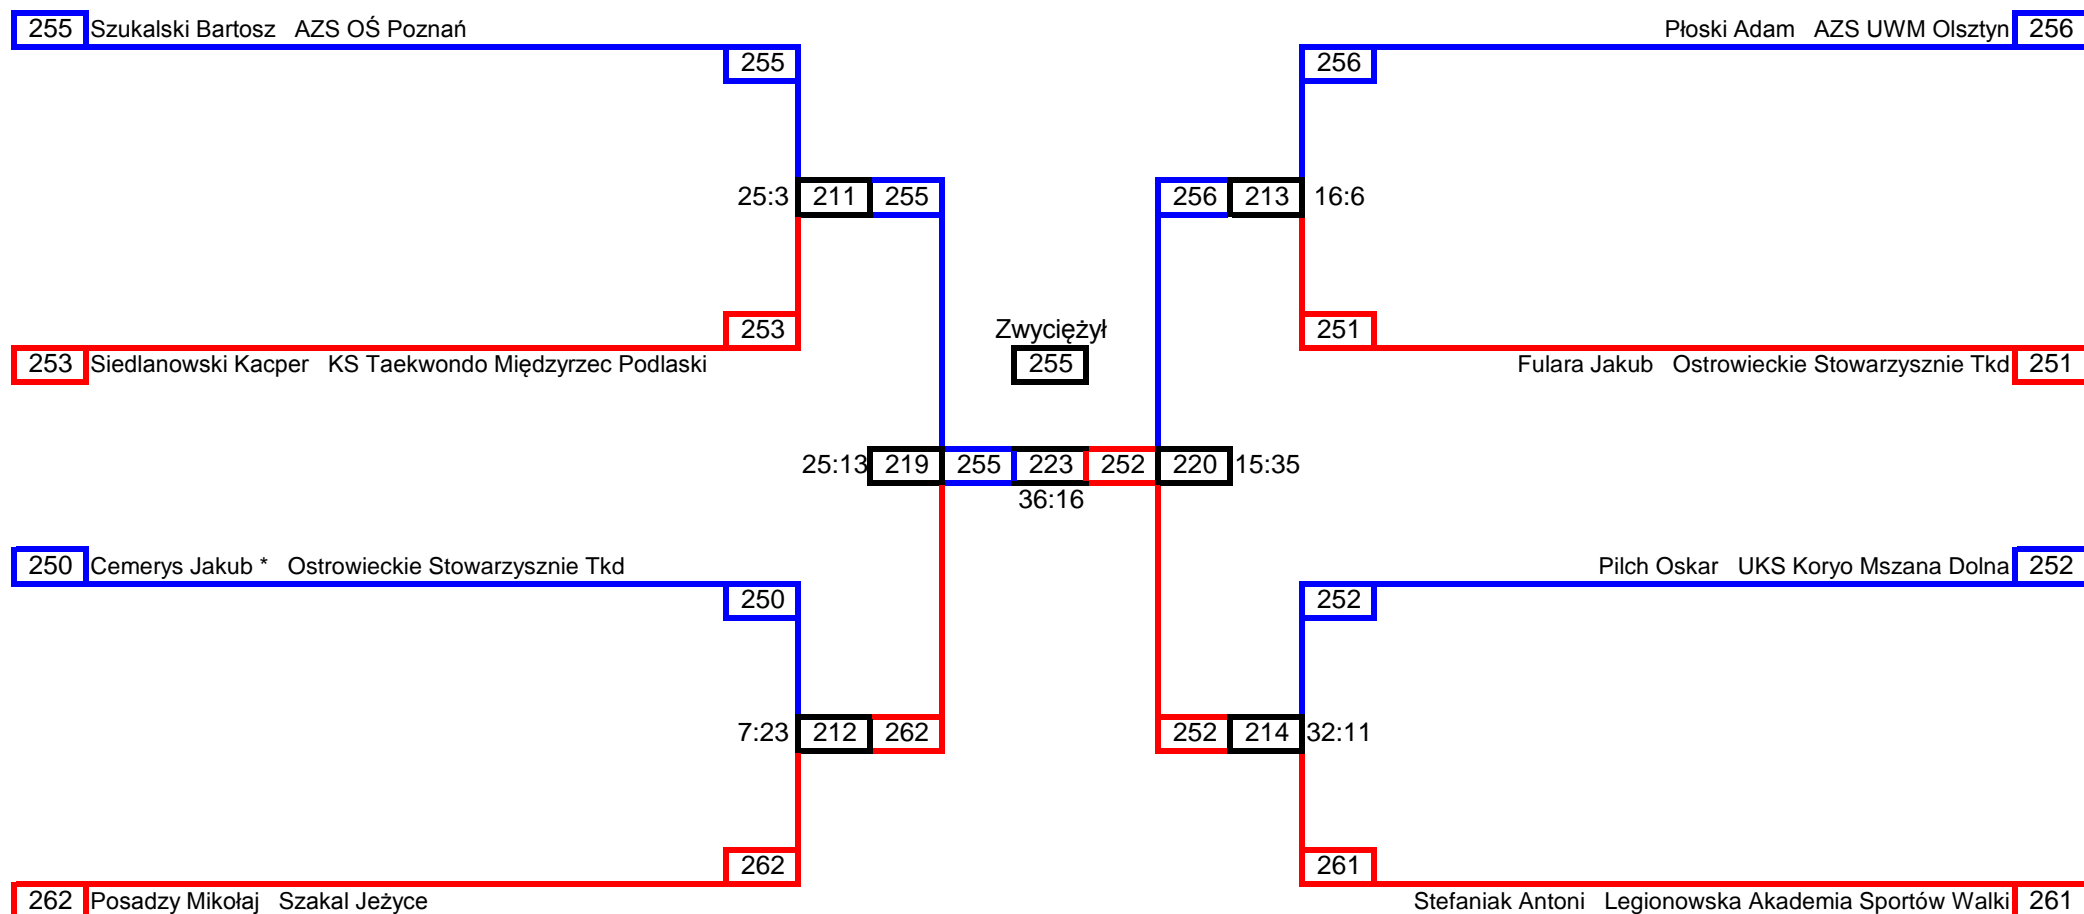 255 Szukalski Bartosz AZS OŚ Poznań
Płoski Adam AZS UWM Olsztyn 256
255
256
25:3 211 255
256 213 16:6
253
Zwyciężył
251
253 Siedlanowski Kacper KS Taekwondo Międzyrzec Podlaski
255
Fulara Jakub Ostrowieckie Stowarzysznie Tkd 251
25:13 219 255 223 252 220 15:35
36:16
250 Cemerys Jakub * Ostrowieckie Stowarzysznie Tkd
Pilch Oskar UKS Koryo Mszana Dolna 252
250
252
7:23 212 262
252 214 32:11
262
261
262 Posadzy Mikołaj Szakal Jeżyce
Stefaniak Antoni Legionowska Akademia Sportów Walki 261